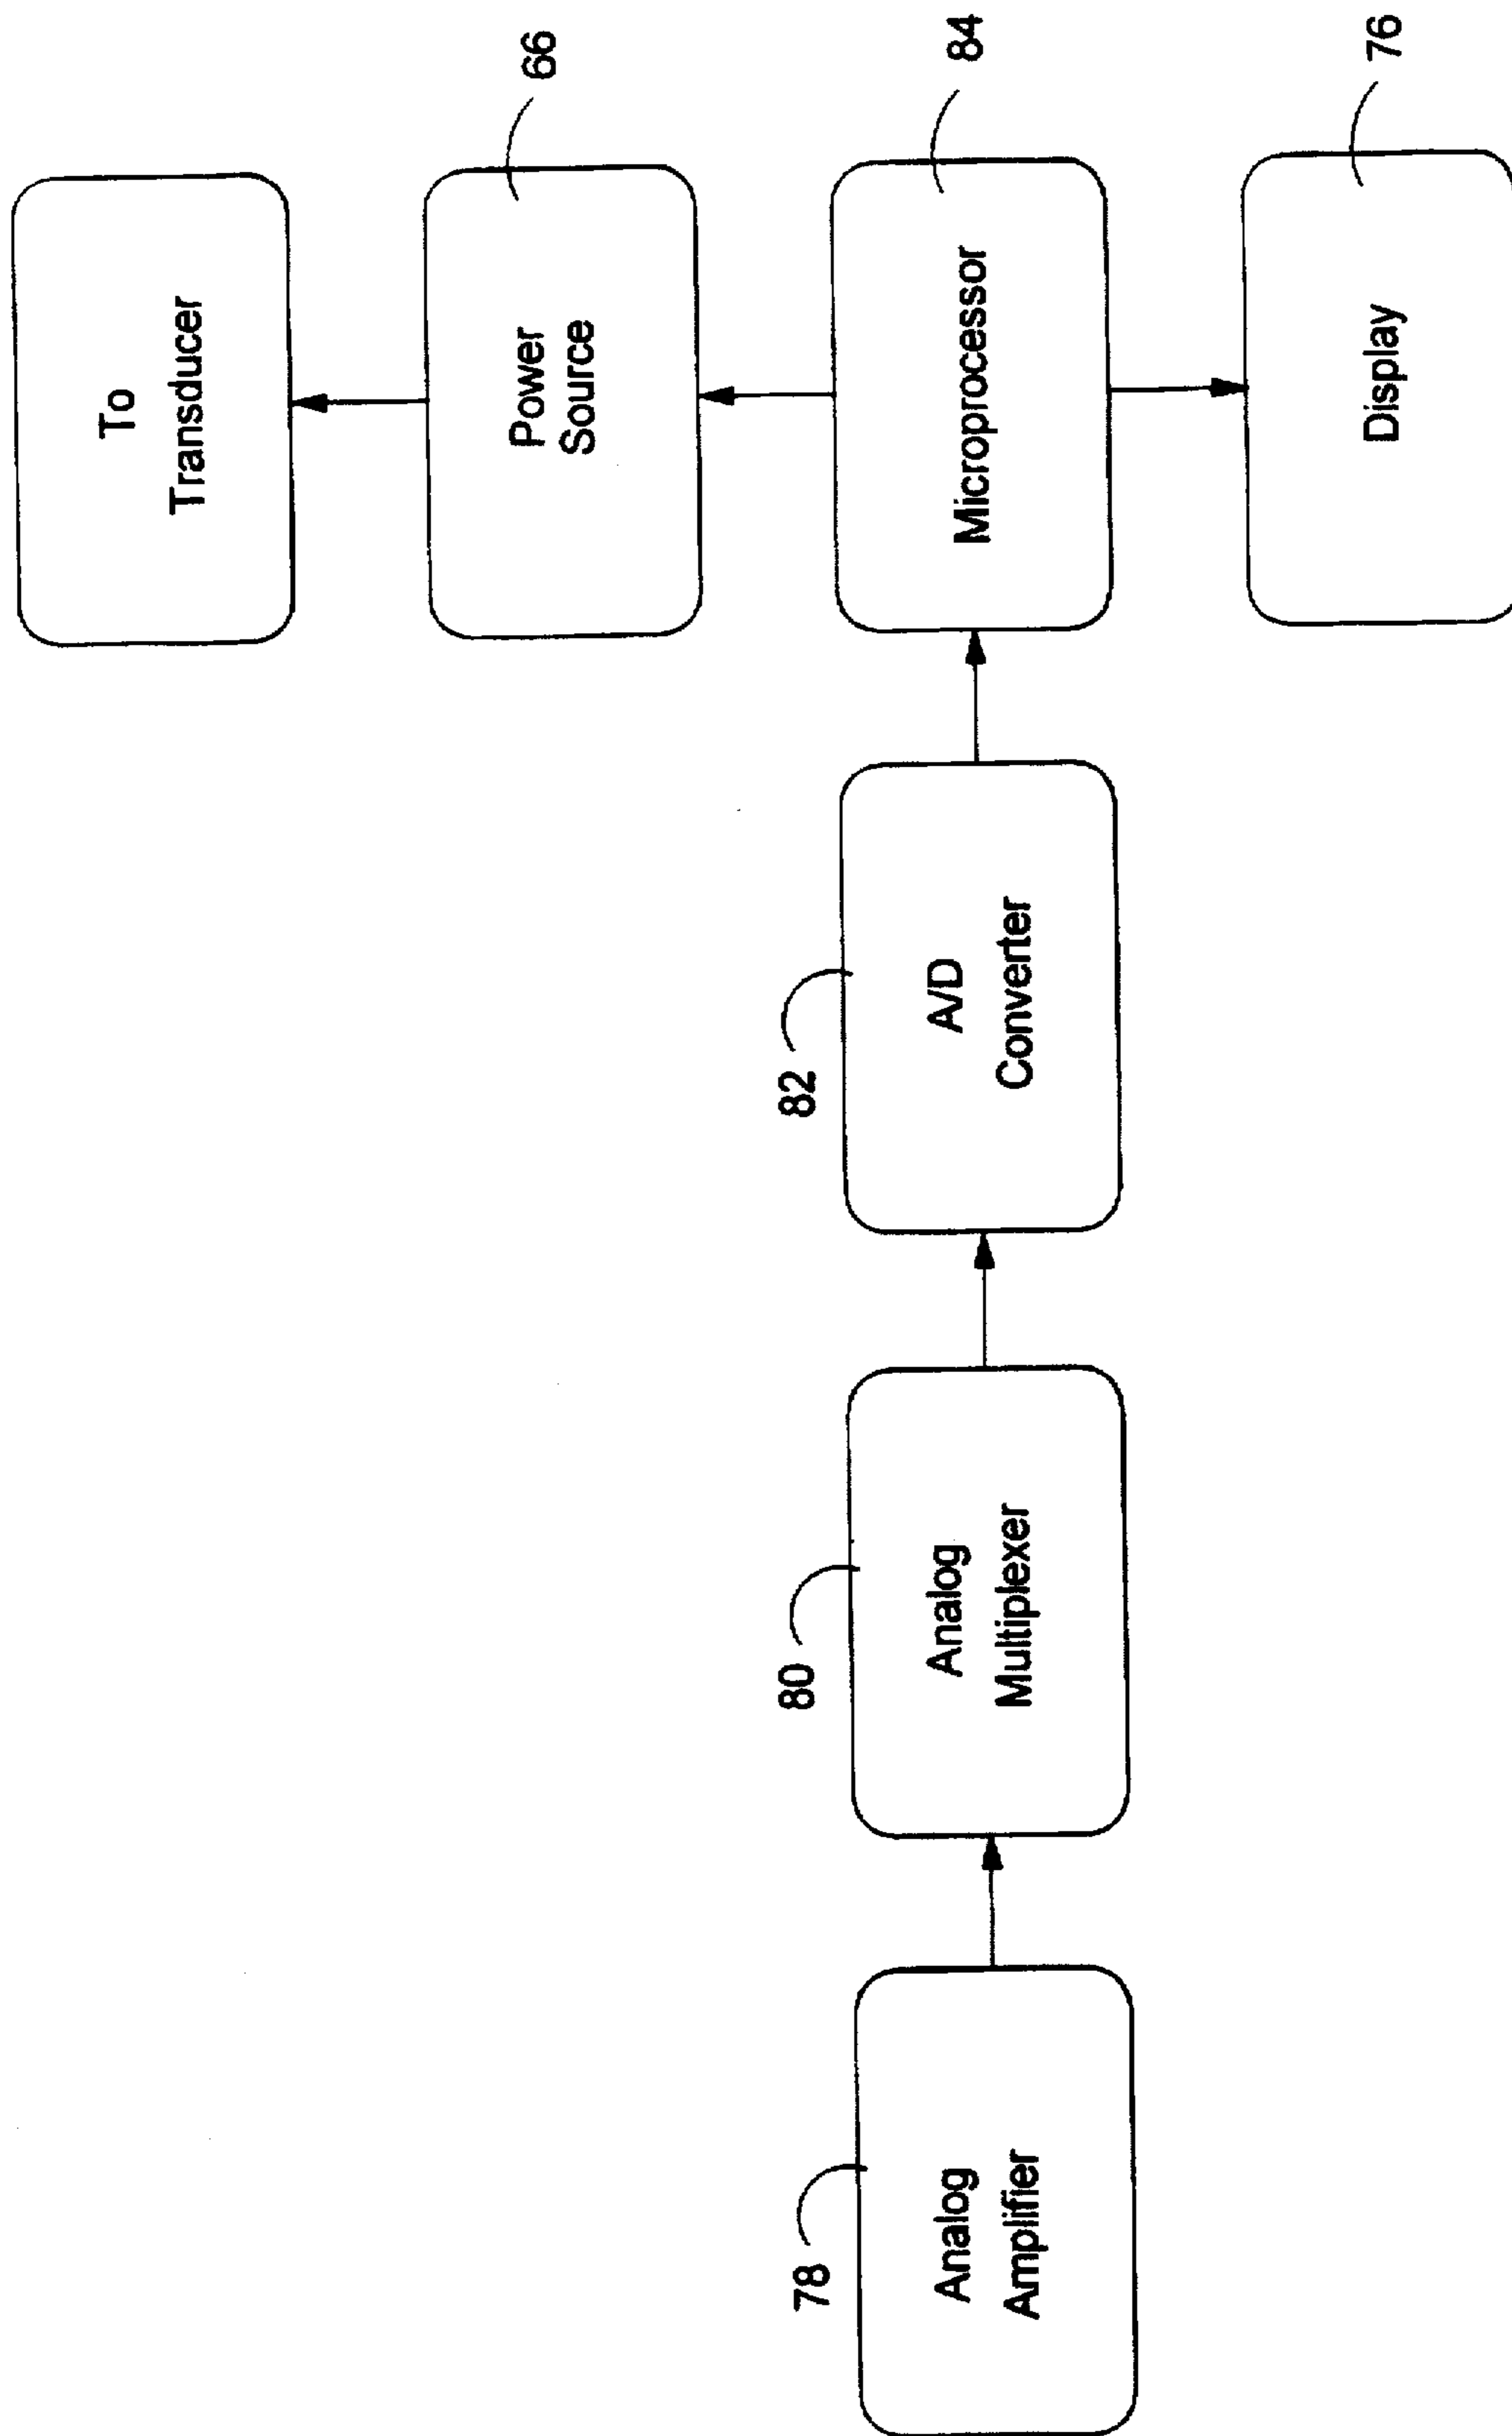 To
Transducer
66
Power
Source
78
Analog
Amplifier
80
Analog
Multiplexer
82
A/D
Converter
84
Microprocessor
76
Display